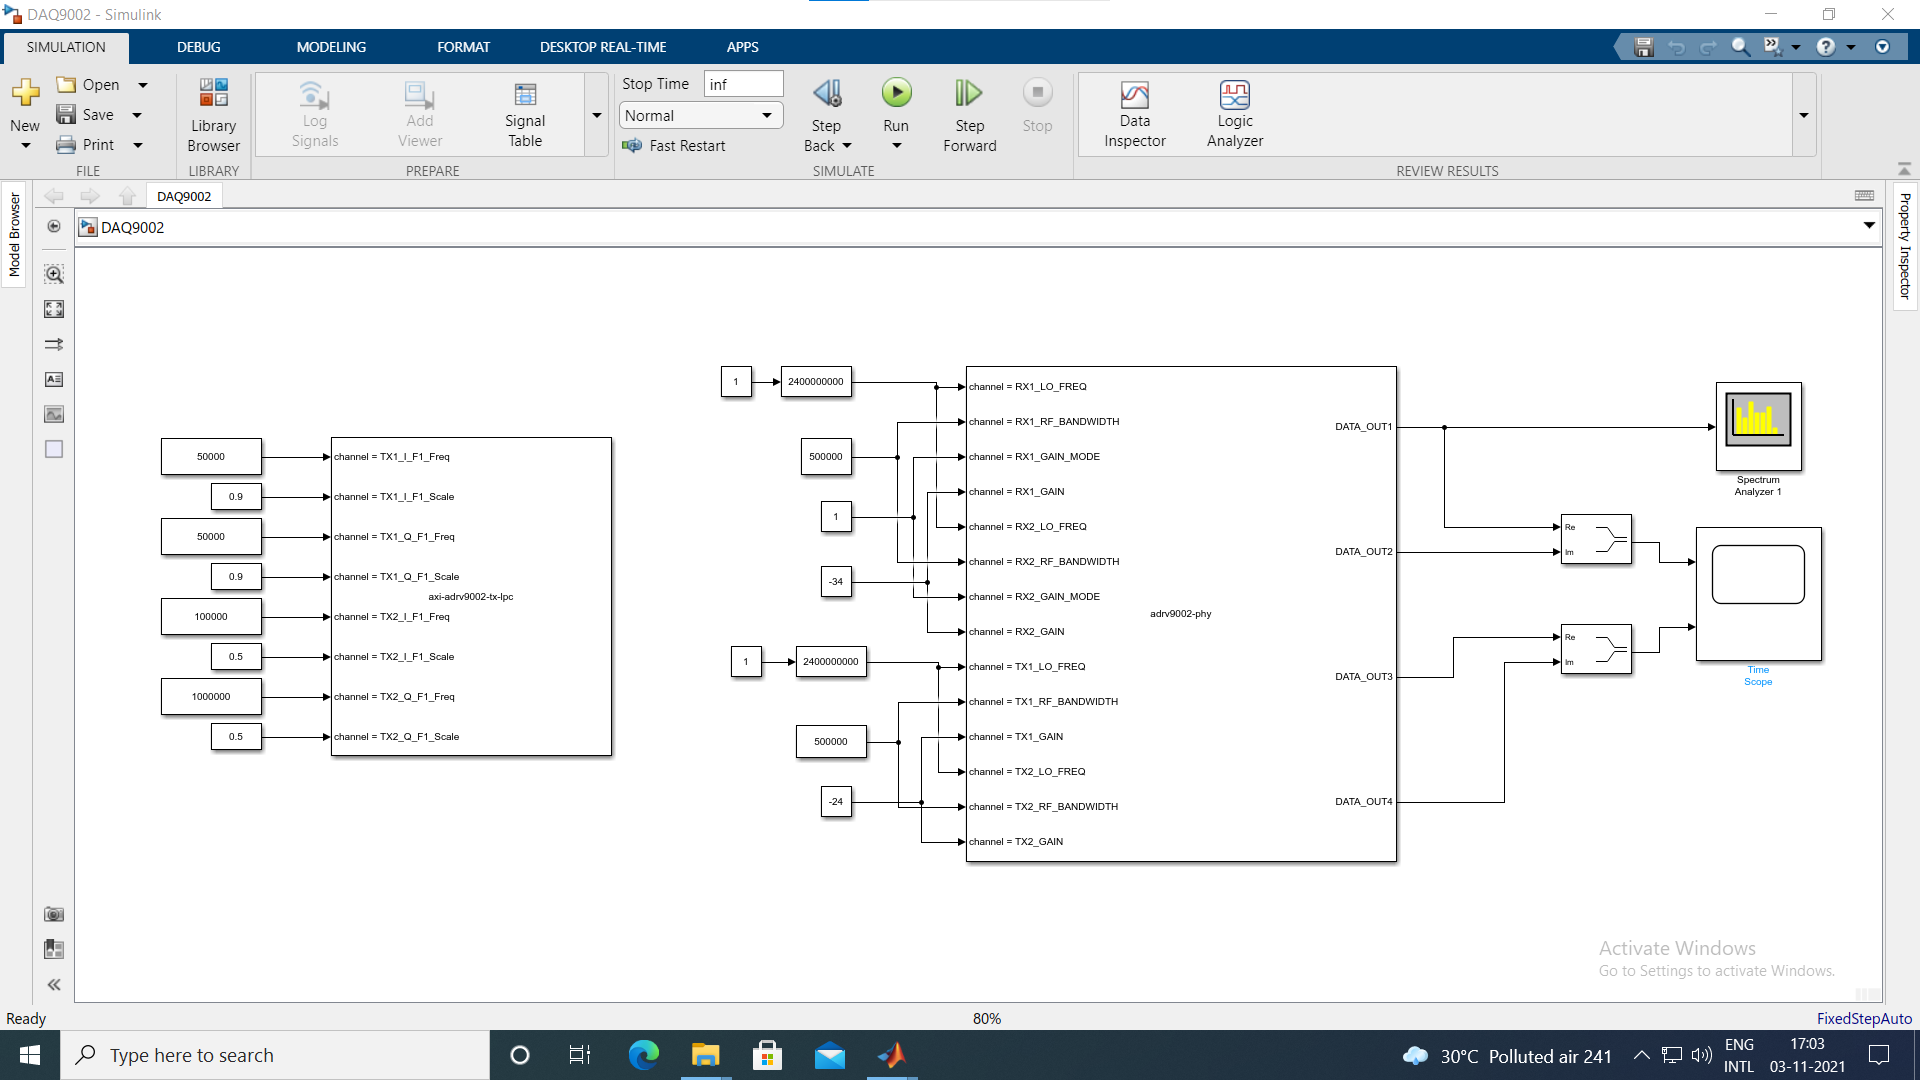 DAQ9002 - Simulink
SIMULATION
DEBUG
MODELING
FORMAT
DESKTOP REAL-TIME
APPS
New
Open
Save
Print
FILE
Library
Browser
LIBRARY
Log
Signals
Add
Viewer
Signal
Table
PREPARE
Stop Time
inf
Normal
Fast Restart
Step
Back
Run
Step
Forward
Stop
SIMULATE
Data
Inspector
Logic
Analyzer
REVIEW RESULTS
Model Browser
Property Inspector
DAQ9002
DAQ9002
50000
0.9
50000
0.9
100000
0.5
1000000
0.5
channel = TX1_I_F1_Freq
channel = TX1_I_F1_Scale
channel = TX1_Q_F1_Freq
channel = TX1_Q_F1_Scale
axi-adrv9002-tx-lpc
channel = TX2_I_F1_Freq
channel = TX2_I_F1_Scale
channel = TX2_Q_F1_Freq
channel = TX2_Q_F1_Scale
1
2400000000
500000
1
-34
1
2400000000
500000
-24
channel = RX1_LO_FREQ
channel = RX1_RF_BANDWIDTH
channel = RX1_GAIN_MODE
channel = RX1_GAIN
channel = RX2_LO_FREQ
channel = RX2_RF_BANDWIDTH
channel = RX2_GAIN_MODE
channel = RX2_GAIN
channel = TX1_LO_FREQ
channel = TX1_RF_BANDWIDTH
channel = TX1_GAIN
channel = TX2_LO_FREQ
channel = TX2_RF_BANDWIDTH
channel = TX2_GAIN
adrv9002-phy
DATA_OUT1
DATA_OUT2
DATA_OUT3
DATA_OUT4
Spectrum
Analyzer 1
Re
Im
Re
Im
Time
Scope
Activate Windows
Go to Settings to activate Windows.
Ready
80%
FixedStepAuto
Type here to search
30°C Polluted air 241
ENG
INTL
17:03
03-11-2021